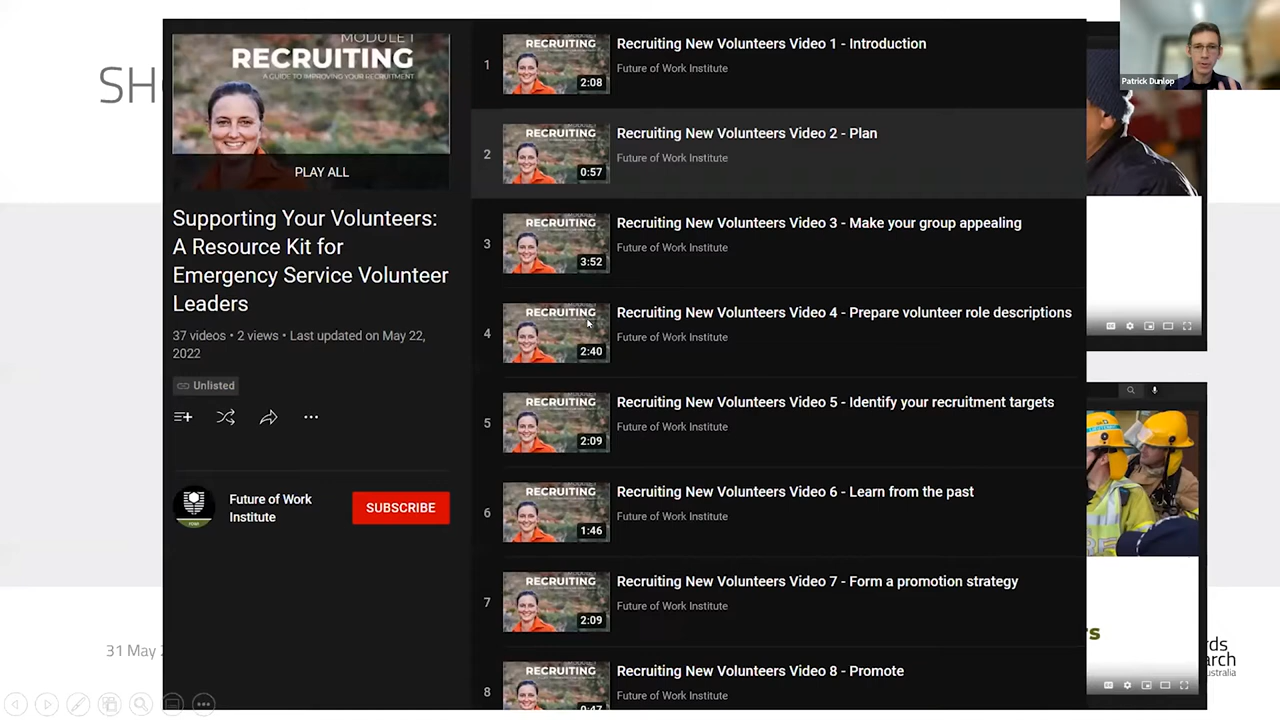 SH
MODULE 1
RECRUITING
A GUIDE TO IMPROVING YOUR RECRUITMENT
PLAY ALL
Supporting Your Volunteers:
A Resource Kit for
Emergency Service Volunteer
Leaders
37 videos • 2 views • Last updated on May 22,
2022
Unlisted
Future of Work
Institute
SUBSCRIBE
1
RECRUITING
2:08
Recruiting New Volunteers Video 1 - Introduction
Future of Work Institute
2
RECRUITING
0:57
Recruiting New Volunteers Video 2 - Plan
Future of Work Institute
3
RECRUITING
3:52
Recruiting New Volunteers Video 3 - Make your group appealing
Future of Work Institute
4
RECRUITING
2:40
Recruiting New Volunteers Video 4 - Prepare volunteer role descriptions
Future of Work Institute
5
RECRUITING
2:09
Recruiting New Volunteers Video 5 - Identify your recruitment targets
Future of Work Institute
6
RECRUITING
1:46
Recruiting New Volunteers Video 6 - Learn from the past
Future of Work Institute
7
RECRUITING
2:09
Recruiting New Volunteers Video 7 - Form a promotion strategy
Future of Work Institute
8
RECRUITING
0:47
Recruiting New Volunteers Video 8 - Promote
Future of Work Institute
Patrick Dunlop
31 May 2
rs
rds
arch
ustralia